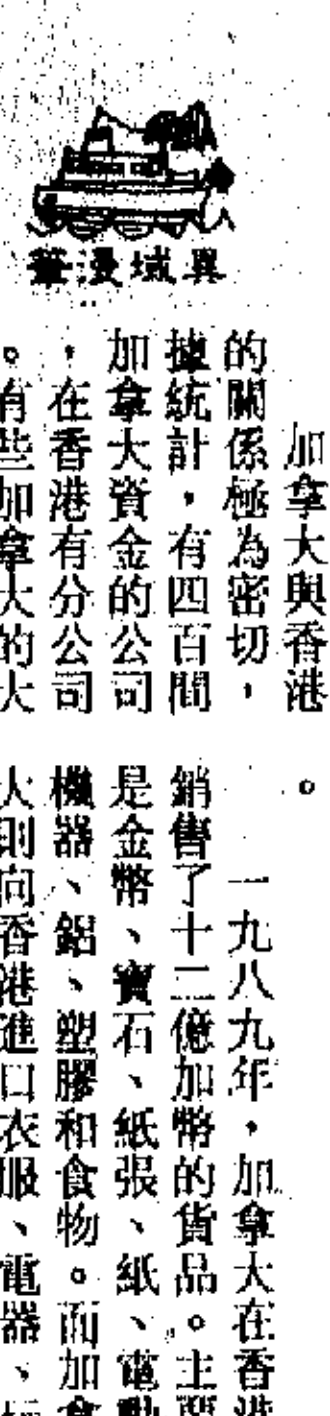 異域漫筆
加拿大與香港
的關係極為密切，
據統計，有四百間
加拿大資金的公司
，在香港有分公司
。有些加拿大的大
。
一九八九年，加拿大在香港
銷售了十二億加幣的貨品。主要
是金幣、寶石、紙張、紙、電動
機器、鋁、塑膠和食物。而加拿
大則向香港進口衣服、電器、